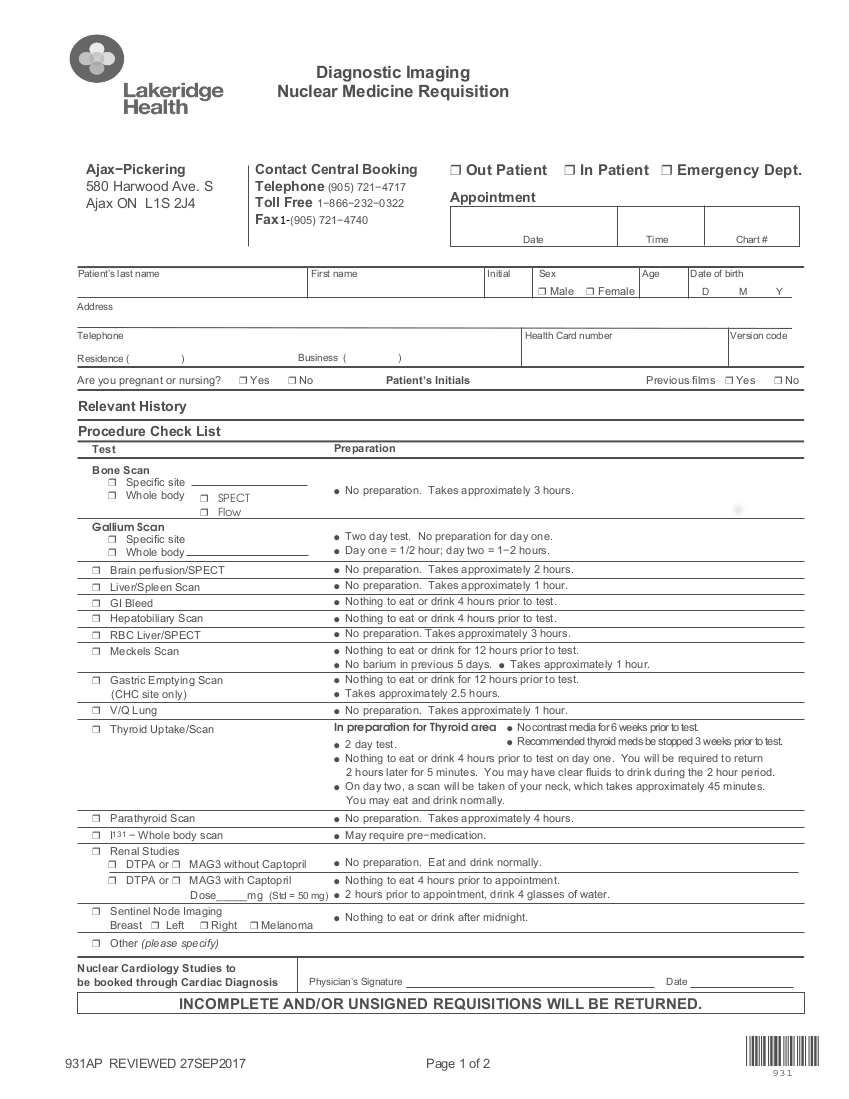 Lakeridge
Health
Diagnostic Imaging
Nuclear Medicine Requisition
Ajax−Pickering
580 Harwood Ave. S
Ajax ON  L1S 2J4
Contact Central Booking
Telephone (905) 721−4717
Toll Free 1−866−232−0322
Fax 1-(905) 721−4740
❒ Out Patient ❒ In Patient ❒ Emergency Dept.
Appointment
Date Time Chart #
Patient's last name First name Initial Sex Age Date of birth
❒ Male ❒ Female D M Y
Address
Telephone Health Card number Version code
Residence ( ) Business ( )
Are you pregnant or nursing? ❒ Yes ❒ No Patient's Initials Previous films ❒ Yes ❒ No
Relevant History
Procedure Check List
Test Preparation
Bone Scan
❒ Specific site ____
❒ Whole body
❒ SPECT
❒ Flow
● No preparation. Takes approximately 3 hours.
Gallium Scan
❒ Specific site
❒ Whole body ____
● Two day test. No preparation for day one.
● Day one = 1/2 hour; day two = 1−2 hours.
❒ Brain perfusion/SPECT ● No preparation. Takes approximately 2 hours.
❒ Liver/Spleen Scan ● No preparation. Takes approximately 1 hour.
❒ GI Bleed ● Nothing to eat or drink 4 hours prior to test.
❒ Hepatobiliary Scan ● Nothing to eat or drink 4 hours prior to test.
❒ RBC Liver/SPECT ● No preparation. Takes approximately 3 hours.
❒ Meckels Scan ● Nothing to eat or drink for 12 hours prior to test.
● No barium in previous 5 days. ● Takes approximately 1 hour.
❒ Gastric Emptying Scan ● Nothing to eat or drink for 12 hours prior to test.
(CHC site only) ● Takes approximately 2.5 hours.
❒ V/Q Lung ● No preparation. Takes approximately 1 hour.
❒ Thyroid Uptake/Scan In preparation for Thyroid area ● No contrast media for 6 weeks prior to test.
● 2 day test. ● Recommended thyroid meds be stopped 3 weeks prior to test.
● Nothing to eat or drink 4 hours prior to test on day one. You will be required to return
2 hours later for 5 minutes. You may have clear fluids to drink during the 2 hour period.
● On day two, a scan will be taken of your neck, which takes approximately 45 minutes.
You may eat and drink normally.
❒ Parathyroid Scan ● No preparation. Takes approximately 4 hours.
❒ I131 − Whole body scan ● May require pre−medication.
❒ Renal Studies
❒ DTPA or ❒ MAG3 without Captopril ● No preparation. Eat and drink normally.
❒ DTPA or ❒ MAG3 with Captopril ● Nothing to eat 4 hours prior to appointment.
Dose_____mg (Std = 50 mg) ● 2 hours prior to appointment, drink 4 glasses of water.
❒ Sentinel Node Imaging
Breast ❒ Left ❒ Right ❒ Melanoma ● Nothing to eat or drink after midnight.
❒ Other (please specify)
Nuclear Cardiology Studies to
be booked through Cardiac Diagnosis
Physician's Signature ____ Date ____
INCOMPLETE AND/OR UNSIGNED REQUISITIONS WILL BE RETURNED.
931AP  REVIEWED 27SEP2017 Page 1 of 2
931